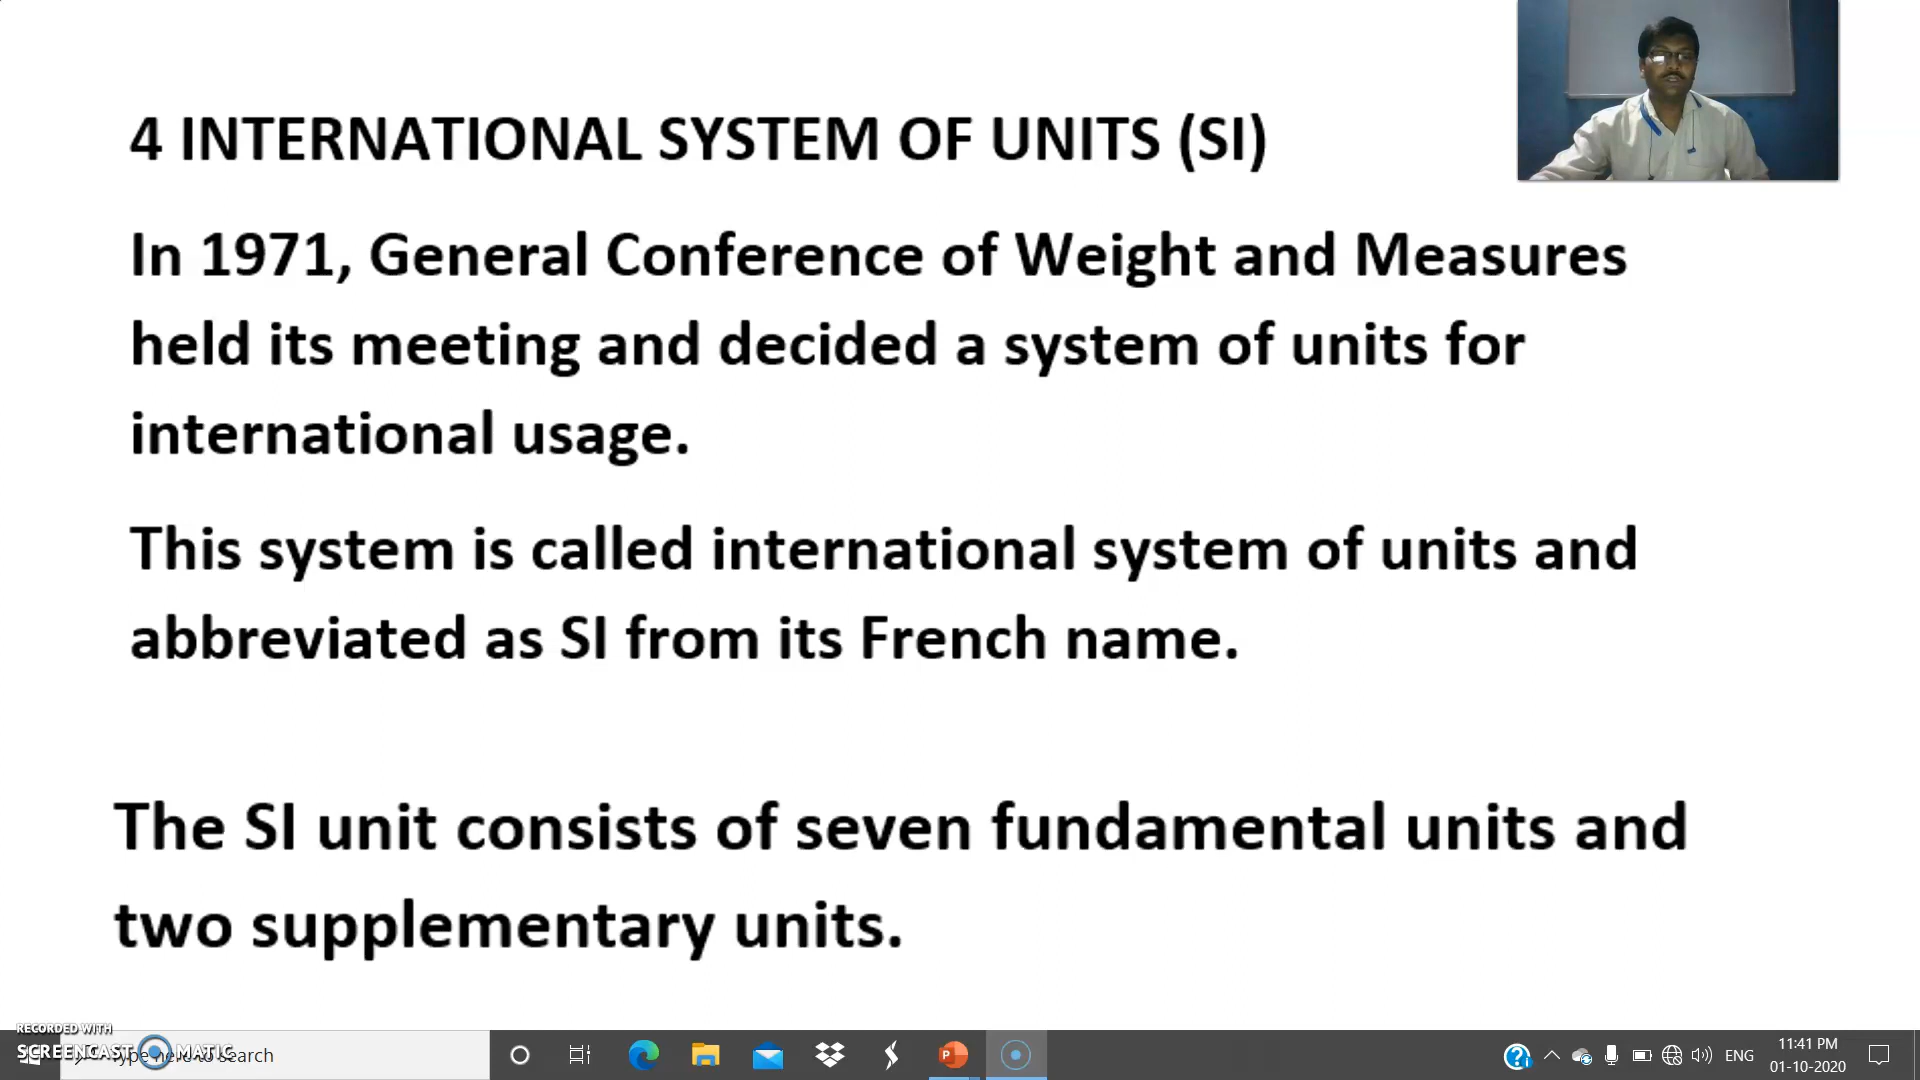 4 INTERNATIONAL SYSTEM OF UNITS (SI)
In 1971, General Conference of Weight and Measures
held its meeting and decided a system of units for
international usage.
This system is called international system of units and
abbreviated as SI from its French name.
The SI unit consists of seven fundamental units and
two supplementary units.
RECORDED WITH
SCREENCAST MATIC
Type here to search
ENG
11:41 PM
01-10-2020